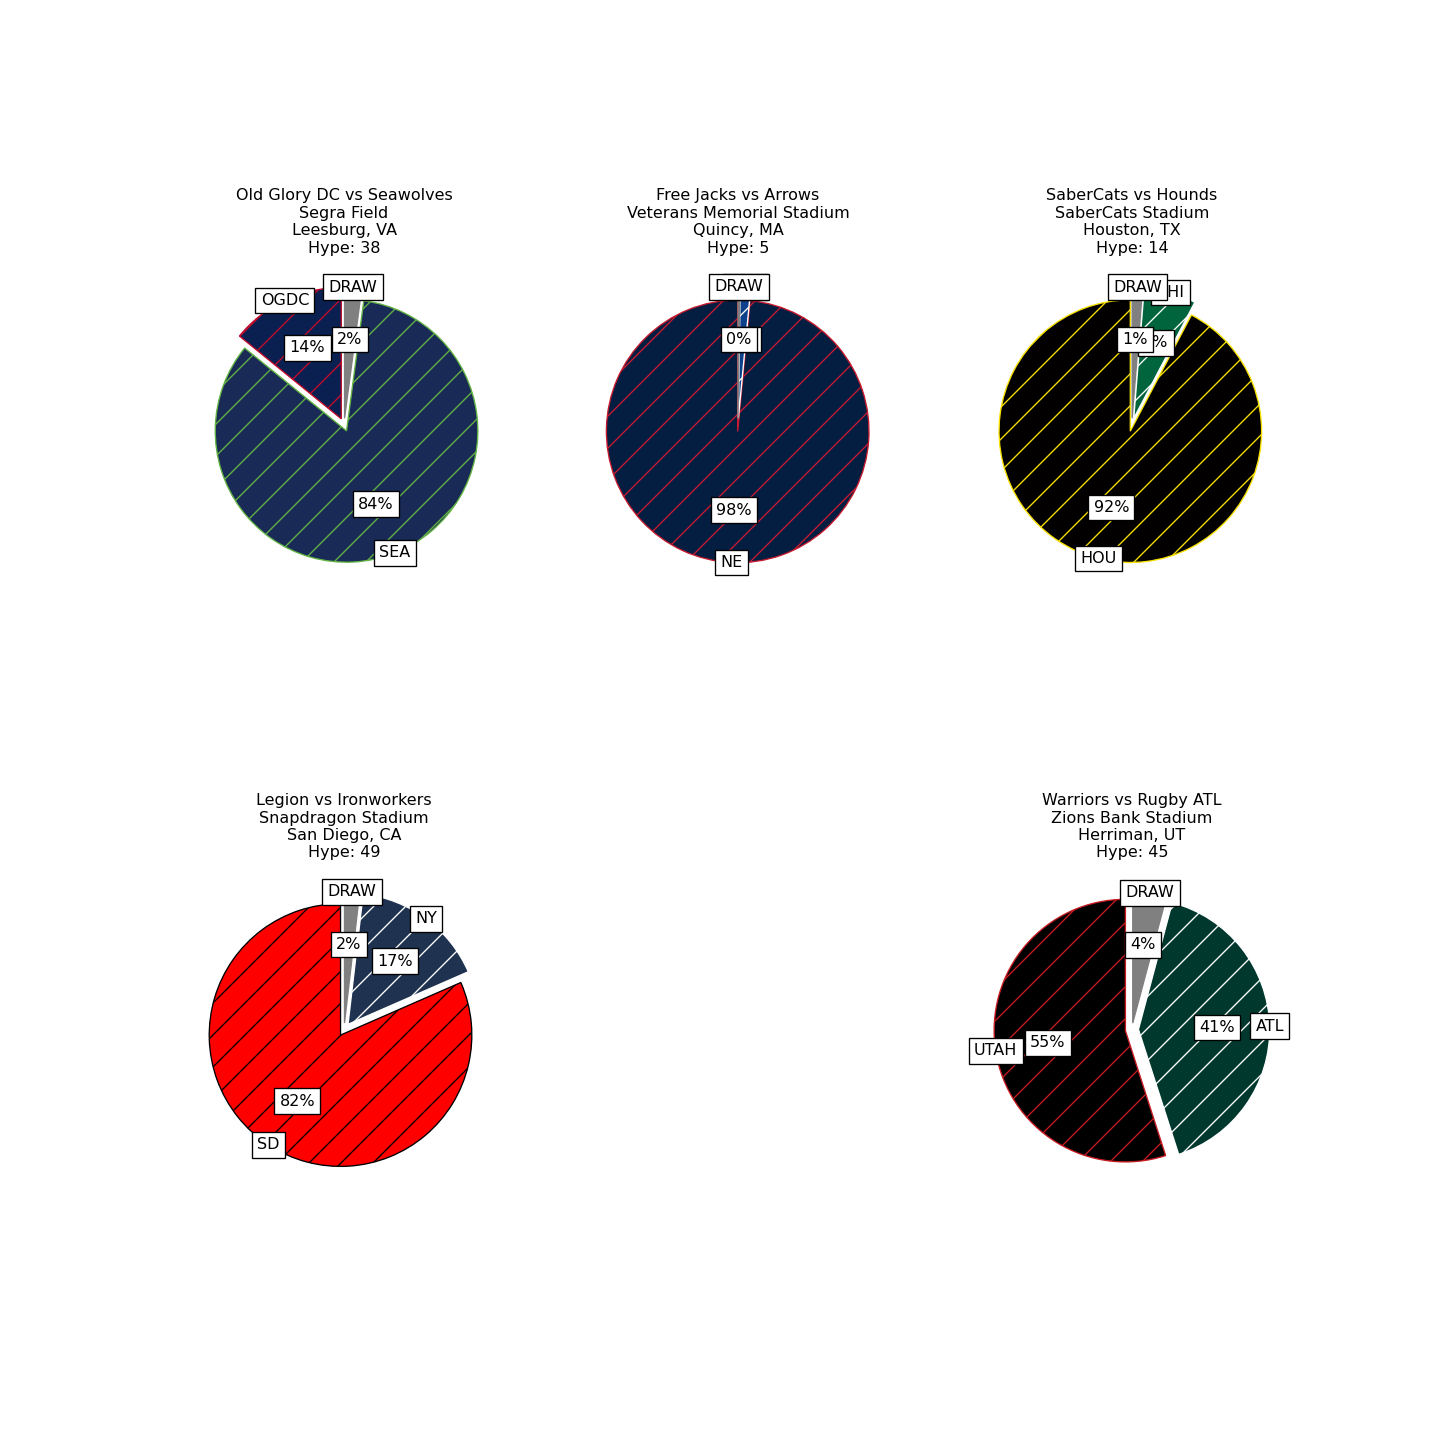 Old Glory DC vs Seawolves
Segra Field
Leesburg, VA
Hype: 38
OGDC
DRAW
14%
2%
84%
SEA
Free Jacks vs Arrows
Veterans Memorial Stadium
Quincy, MA
Hype: 5
DRAW
0%
98%
NE
SaberCats vs Hounds
SaberCats Stadium
Houston, TX
Hype: 14
DRAW
HI
1%
%
92%
HOU
Legion vs Ironworkers
Snapdragon Stadium
San Diego, CA
Hype: 49
DRAW
NY
2%
17%
82%
SD
Warriors vs Rugby ATL
Zions Bank Stadium
Herriman, UT
Hype: 45
DRAW
4%
41%
ATL
55%
UTAH